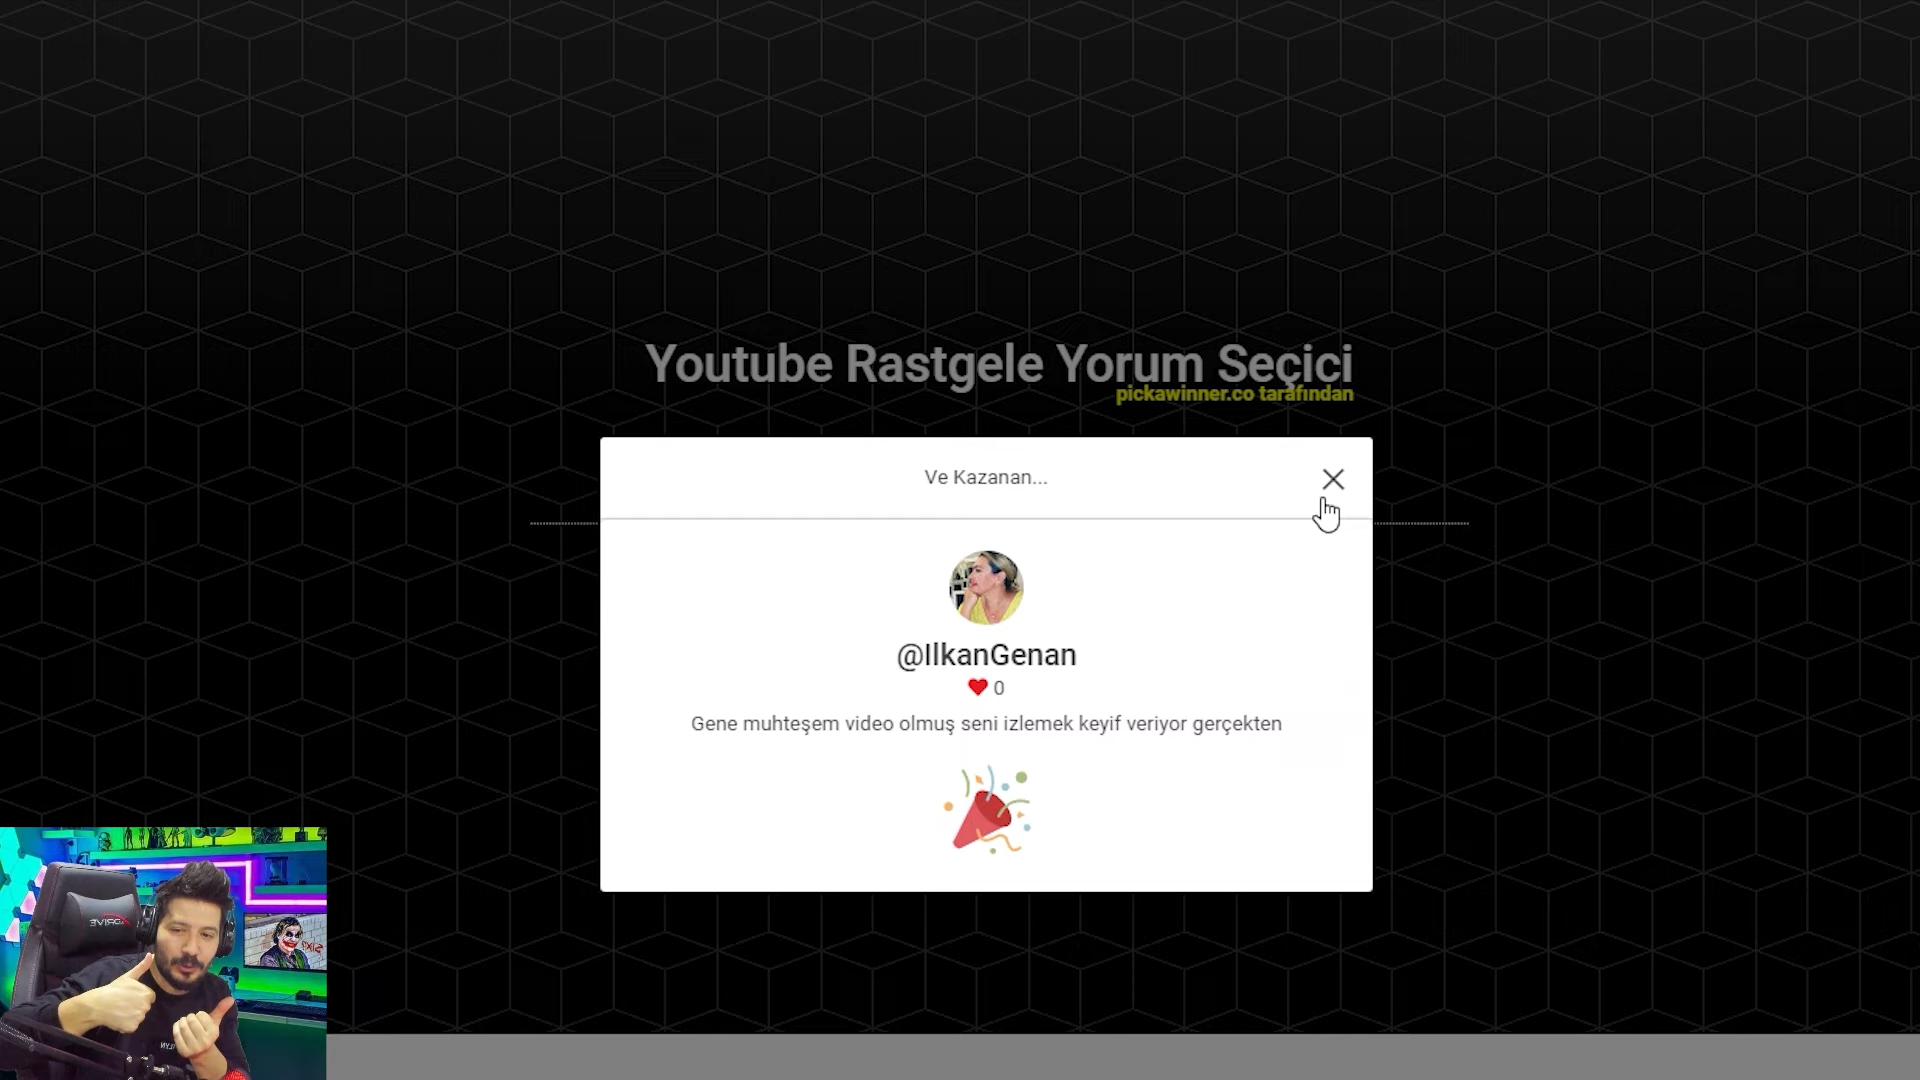 Youtube Rastgele Yorum Seçici
pickawinner.co tarafından
Ve Kazanan...
@IlkanGenan
0
Gene muhteşem video olmuş seni izlemek keyif veriyor gerçekten